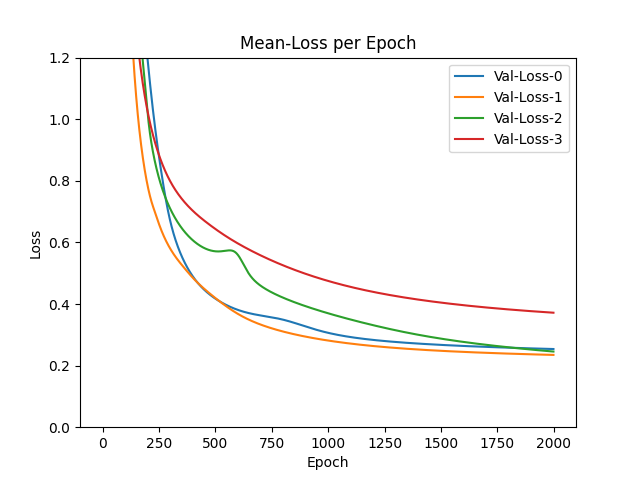 Mean-Loss per Epoch
Val-Loss-0
Val-Loss-1
Val-Loss-2
Val-Loss-3
Loss
1.2
1.0
0.8
0.6
0.4
0.2
0.0
0 250 500 750 1000 1250 1500 1750 2000
Epoch